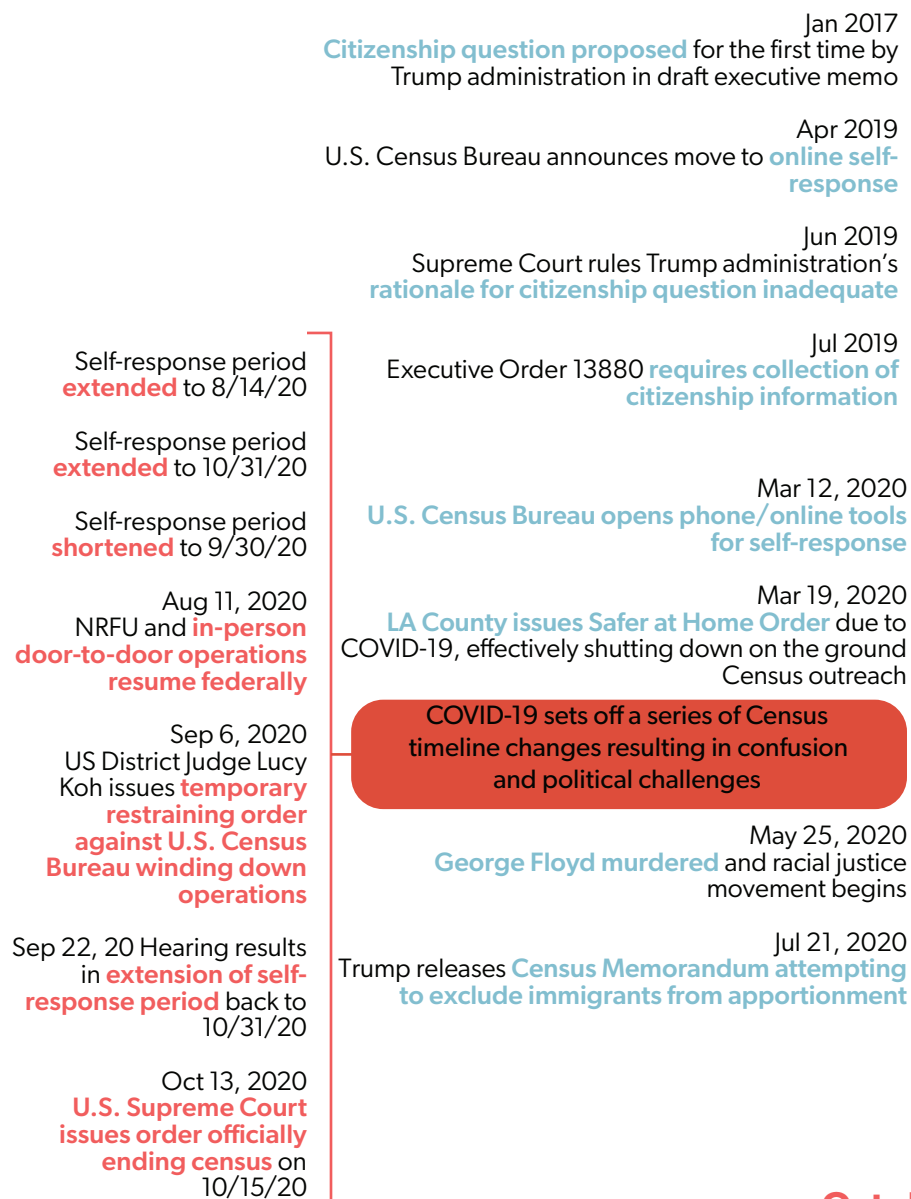 Jan 2017
Citizenship question proposed for the first time by
Trump administration in draft executive memo
Apr 2019
U.S. Census Bureau announces move to online self-
response
Jun 2019
Supreme Court rules Trump administration's
rationale for citizenship question inadequate
Jul 2019
Executive Order 13880 requires collection of
citizenship information
Mar 12, 2020
U.S. Census Bureau opens phone/online tools
for self-response
Mar 19, 2020
LA County issues Safer at Home Order due to
COVID-19, effectively shutting down on the ground
Census outreach
COVID-19 sets off a series of Census
timeline changes resulting in confusion
and political challenges
May 25, 2020
George Floyd murdered and racial justice
movement begins
Jul 21, 2020
Trump releases Census Memorandum attempting
to exclude immigrants from apportionment
Self-response period
extended to 8/14/20
Self-response period
extended to 10/31/20
Self-response period
shortened to 9/30/20
Aug 11, 2020
NRFU and in-person
door-to-door operations
resume federally
Sep 6, 2020
US District Judge Lucy
Koh issues temporary
restraining order
against U.S. Census
Bureau winding down
operations
Sep 22, 20 Hearing results
in extension of self-
response period back to
10/31/20
Oct 13, 2020
U.S. Supreme Court
issues order officially
ending census on
10/15/20